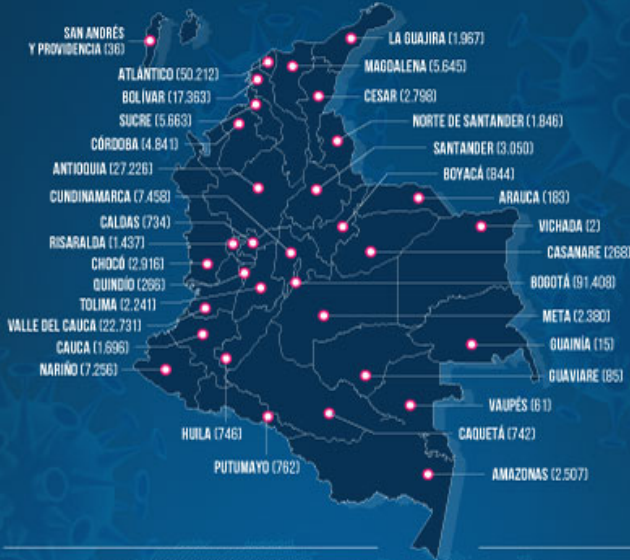 SAN ANDRÉS
Y PROVIDENCIA (36)
ATLÁNTICO (50.212)
BOLÍVAR (17.363)
SUCRE (5.663)
CÓRDOBA (4.841)
ANTIOQUIA (27.226)
CUNDINAMARCA (7.458)
CALDAS (734)
RISARALDA (1.437)
CHOCÓ (2.916)
QUINDÍO (266)
TOLIMA (2.241)
VALLE DEL CAUCA (22.731)
CAUCA (1.696)
NARIÑO (7.256)
HUILA (746)
PUTUMAYO (762)
LA GUAJIRA (1.967)
MAGDALENA (5.645)
CESAR (2.798)
NORTE DE SANTANDER (1.846)
SANTANDER (3.050)
BOYACÁ (844)
ARAUCA (183)
VICHADA (2)
CASANARE (268)
BOGOTÁ (91.408)
META (2.380)
GUAINÍA (15)
GUAVIARE (85)
VAUPÉS (61)
CAQUETÁ (742)
AMAZONAS (2.507)